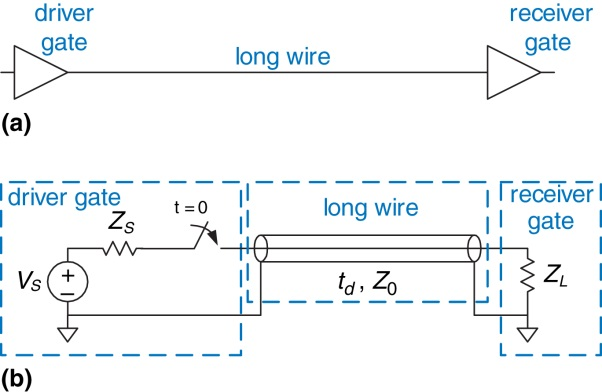 driver
gate
long wire
receiver
gate
(a)
driver gate
Z_S
t = 0
long wire
receiver
gate
V_S
+
−
t_d , Z_0
Z_L
(b)